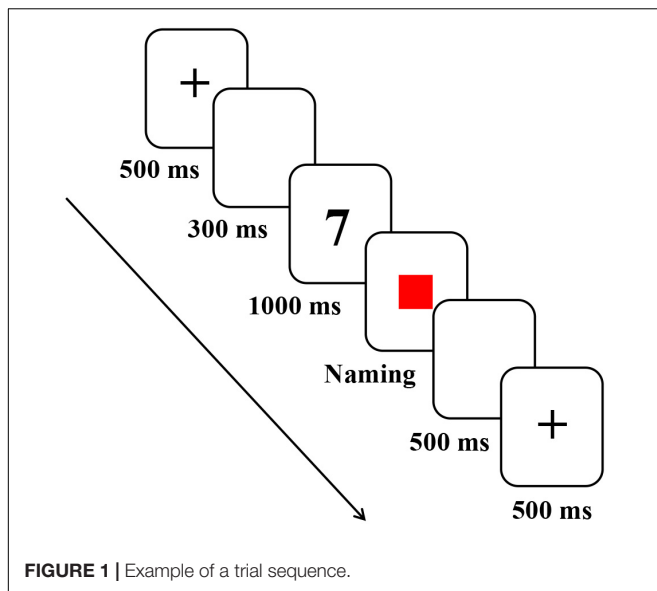 +
500 ms
300 ms
7
1000 ms
Naming
500 ms
+
500 ms
FIGURE 1 | Example of a trial sequence.